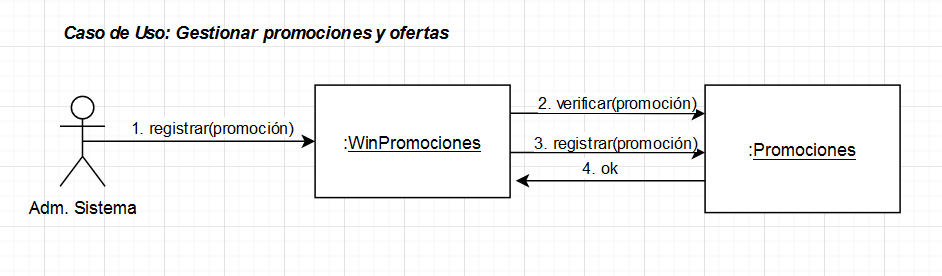 Caso de Uso: Gestionar promociones y ofertas
1. registrar(promoción)
Adm. Sistema
:WinPromociones
2. verificar(promoción)
3. registrar(promoción)
4. ok
:Promociones